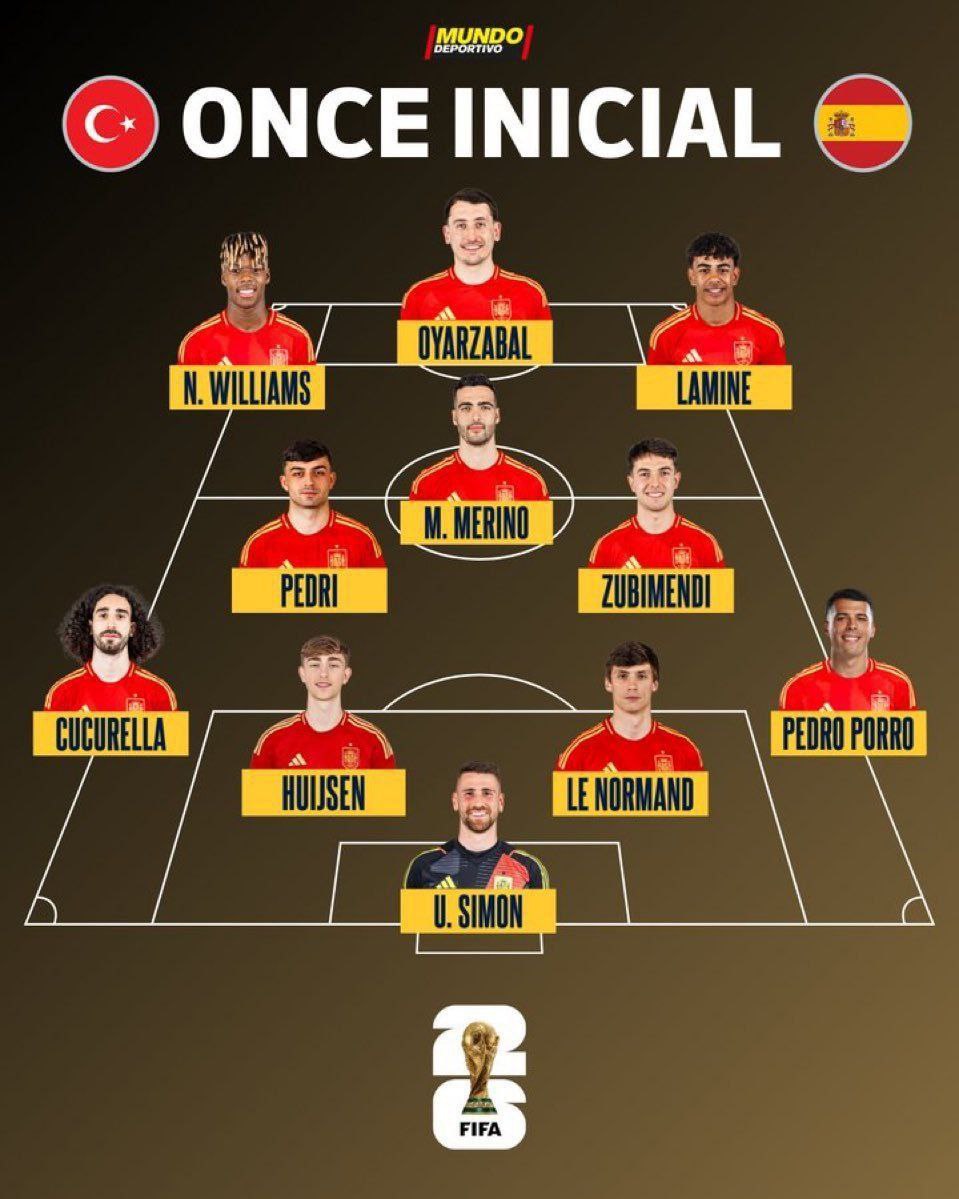 MUNDO
DEPORTIVO
ONCE INICIAL
OYARZABAL
N. WILLIAMS
LAMINE
M. MERINO
PEDRI
ZUBIMENDI
CUCURELLA
PEDRO PORRO
HUIJSEN
LE NORMAND
U. SIMON
26
FIFA